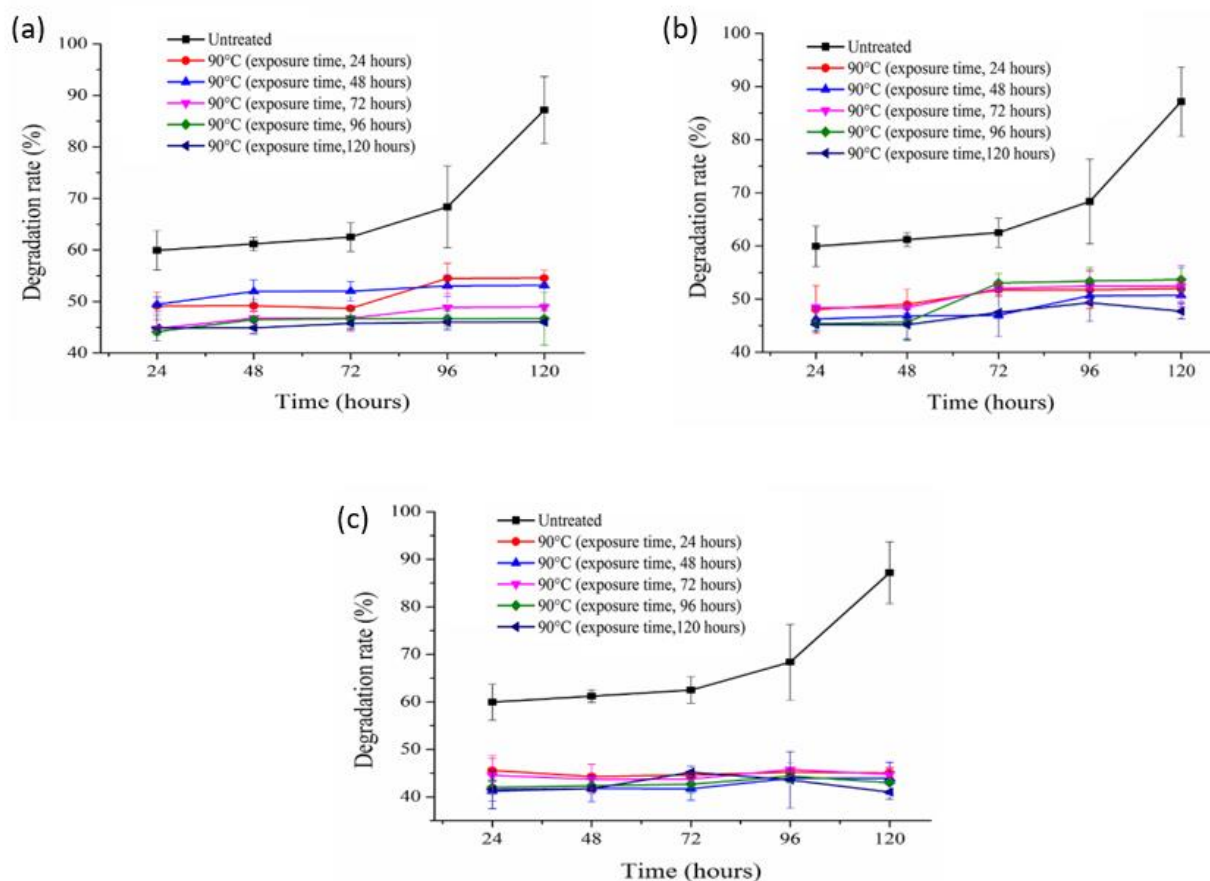 (a)
100
90
80
70
60
50
40
Degradation rate (%)
Untreated
90°C (exposure time, 24 hours)
90°C (exposure time, 48 hours)
90°C (exposure time, 72 hours)
90°C (exposure time, 96 hours)
90°C (exposure time,120 hours)
24 48 72 96 120
Time (hours)
(b)
100
90
80
70
60
50
40
Degradation rate (%)
Untreated
90°C (exposure time, 24 hours)
90°C (exposure time, 48 hours)
90°C (exposure time, 72 hours)
90°C (exposure time, 96 hours)
90°C (exposure time,120 hours)
24 48 72 96 120
Time (hours)
(c)
100
90
80
70
60
50
40
Degradation rate (%)
Untreated
90°C (exposure time, 24 hours)
90°C (exposure time, 48 hours)
90°C (exposure time, 72 hours)
90°C (exposure time, 96 hours)
90°C (exposure time,120 hours)
24 48 72 96 120
Time (hours)